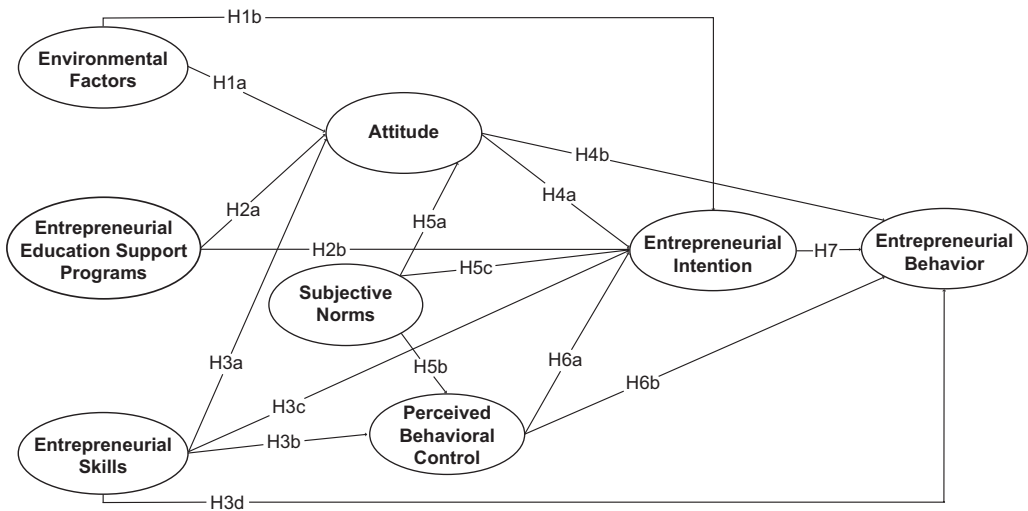 H1b
Environmental
Factors
H1a
Attitude
H4b
H2a
H5a
H4a
Entrepreneurial
Education Support
Programs
H2b
H5c
Entrepreneurial
Intention
H7
Entrepreneurial
Behavior
Subjective
Norms
H3a
H5b
H6a
H6b
H3c
Perceived
Behavioral
Control
Entrepreneurial
Skills
H3b
H3d